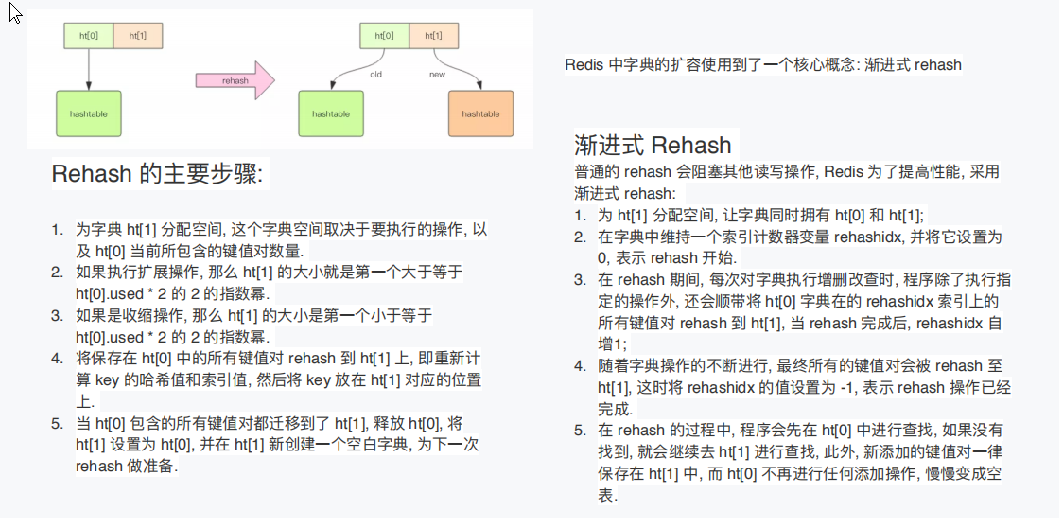 ht[0]
ht[1]
hashtable
rehash
ht[0]
ht[1]
old
new
hashtable
hashtable
Rehash 的主要步骤:
1. 为字典 ht[1] 分配空间, 这个字典空间取决于要执行的操作, 以
及 ht[0] 当前所包含的键值对数量.
2. 如果执行扩展操作, 那么 ht[1] 的大小就是第一个大于等于
ht[0].used * 2 的 2 的指数幂.
3. 如果是收缩操作, 那么 ht[1] 的大小是第一个小于等于
ht[0].used * 2 的 2 的指数幂.
4. 将保存在 ht[0] 中的所有键值对 rehash 到 ht[1] 上, 即重新计
算 key 的哈希值和索引值, 然后将 key 放在 ht[1] 对应的位置
上.
5. 当 ht[0] 包含的所有键值对都迁移到了 ht[1], 释放 ht[0], 将
ht[1] 设置为 ht[0], 并在 ht[1] 新创建一个空白字典, 为下一次
rehash 做准备.
Redis 中字典的扩容使用到了一个核心概念: 渐进式 rehash
渐进式 Rehash
普通的 rehash 会阻塞其他读写操作, Redis 为了提高性能, 采用
渐进式 rehash:
1. 为 ht[1] 分配空间, 让字典同时拥有 ht[0] 和 ht[1];
2. 在字典中维持一个索引计数器变量 rehashidx, 并将它设置为
0, 表示 rehash 开始.
3. 在 rehash 期间, 每次对字典执行增删改查时, 程序除了执行指
定的操作外, 还会顺带将 ht[0] 字典在的 rehashidx 索引上的
所有键值对 rehash 到 ht[1], 当 rehash 完成后, rehashidx 自
增1;
4. 随着字典操作的不断进行, 最终所有的键值对会被 rehash 至
ht[1], 这时将 rehashidx 的值设置为 -1, 表示 rehash 操作已经
完成.
5. 在 rehash 的过程中, 程序会先在 ht[0] 中进行查找, 如果没有
找到, 就会继续去 ht[1] 进行查找, 此外, 新添加的键值对一律
保存在 ht[1] 中, 而 ht[0] 不再进行任何添加操作, 慢慢变成空
表.